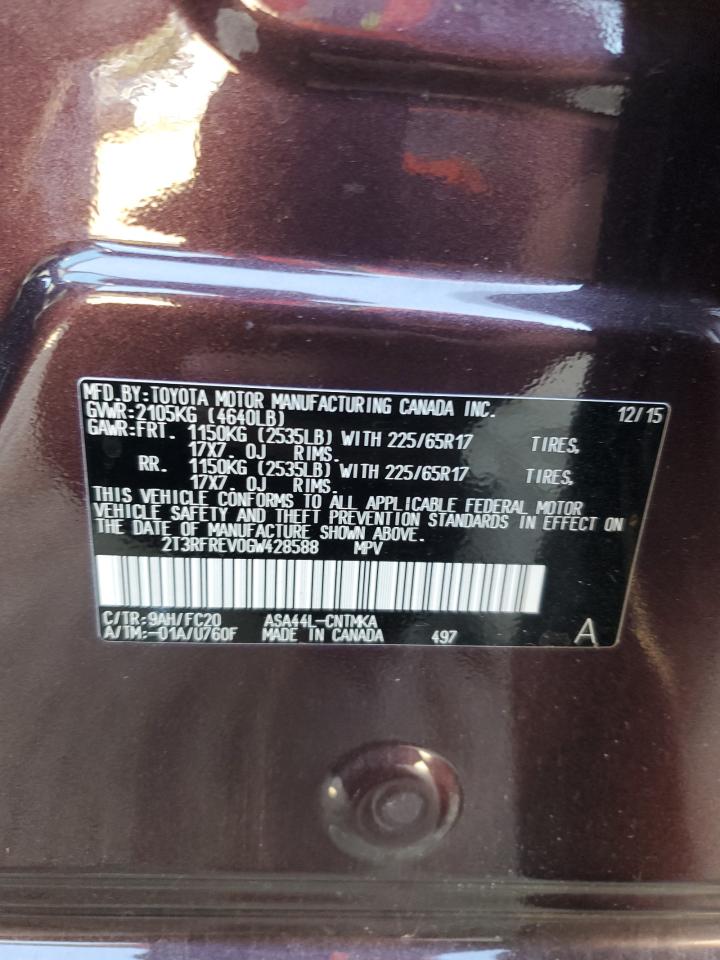 MFD.BY:TOYOTA MOTOR MANUFACTURING CANADA INC. 12/15
GVWR:2105KG (4640LB)
GAWR:FRT. 1150KG (2535LB) WITH 225/65R17 TIRES,
17X7.0J RIMS.
RR. 1150KG (2535LB) WITH 225/65R17 TIRES,
17X7.0J RIMS.
THIS VEHICLE CONFORMS TO ALL APPLICABLE FEDERAL MOTOR
VEHICLE SAFETY AND THEFT PREVENTION STANDARDS IN EFFECT ON
THE DATE OF MANUFACTURE SHOWN ABOVE.
2T3RFREV0GW428588 MPV
C/TR:9AH/FC20 ASA44L-CNTMKA
A/TM:-01A/U760F MADE IN CANADA 497 A